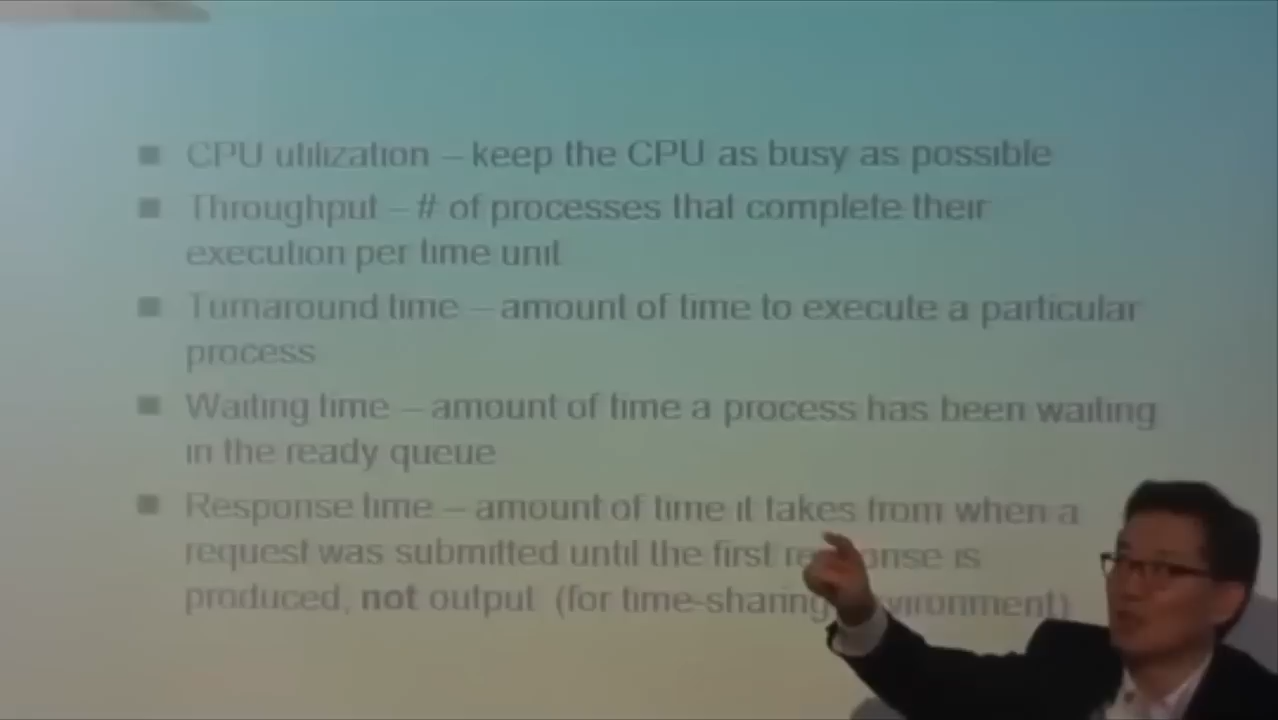 CPU utilization – keep the CPU as busy as possible
Throughput – # of processes that complete their
execution per time unit
Turnaround time – amount of time to execute a particular
process
Waiting time – amount of time a process has been waiting
in the ready queue
Response time – amount of time it takes from when a
request was submitted until the first response is
produced, not output (for time-sharing environment)